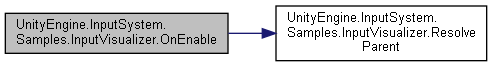 UnityEngine.InputSystem.
Samples.InputVisualizer.OnEnable
UnityEngine.InputSystem.
Samples.InputVisualizer.Resolve
Parent